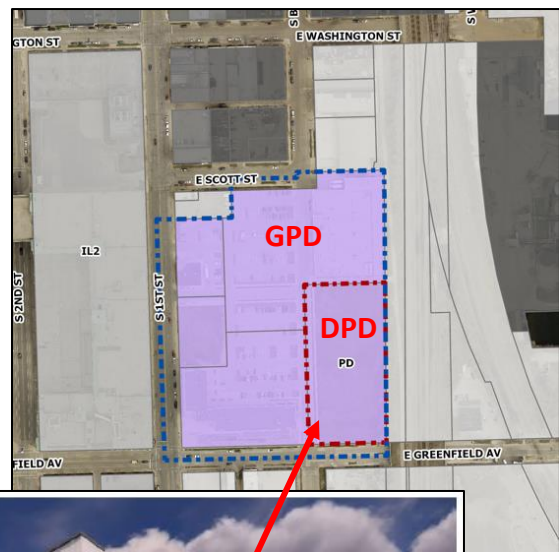 GTON ST
S B
E WASHINGTON ST
S W
E SCOTT ST
GPD
IL2
S 2ND ST
S 1ST ST
DPD
PD
FIELD AV
E GREENFIELD AV